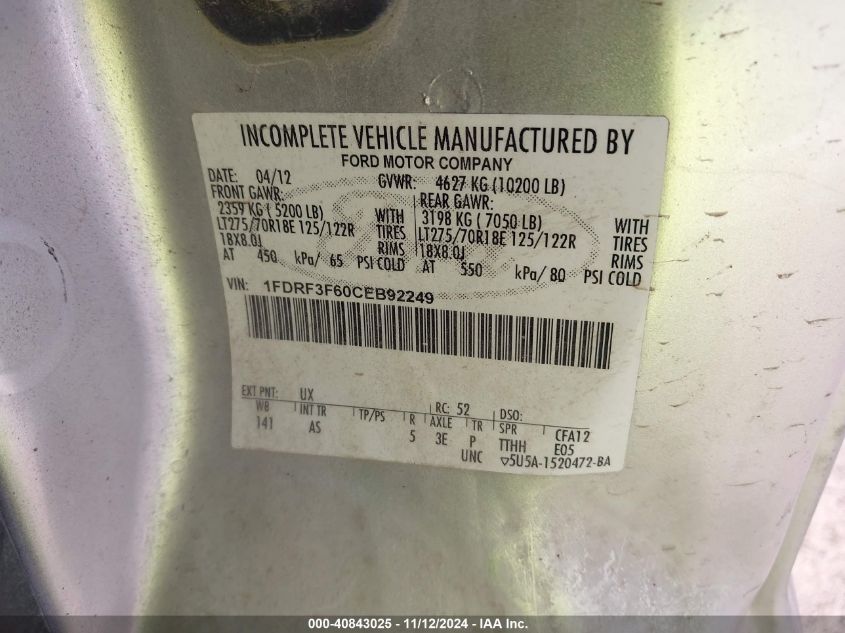 INCOMPLETE VEHICLE MANUFACTURED BY
FORD MOTOR COMPANY
DATE: 04/12 GVWR: 4627 KG (10200 LB)
FRONT GAWR: REAR GAWR:
2359 KG ( 5200 LB) WITH 3198 KG ( 7050 LB) WITH
LT275/70R18E 125/122R TIRES LT275/70R18E 125/122R TIRES
18X8.0J RIMS 18X8.0J RIMS
AT 450 kPa/ 65 PSI COLD AT 550 kPa/ 80 PSI COLD
VIN: 1FDRF3F60CEB92249
EXT PNT: UX RC: 52 DSO:
WB INT TR TP/PS R AXLE TR SPR CFA12
141 AS 5 3E P TTHH E05
UNC ▽5U5A-1520472-BA
000-40843025 - 11/12/2024 - IAA Inc.